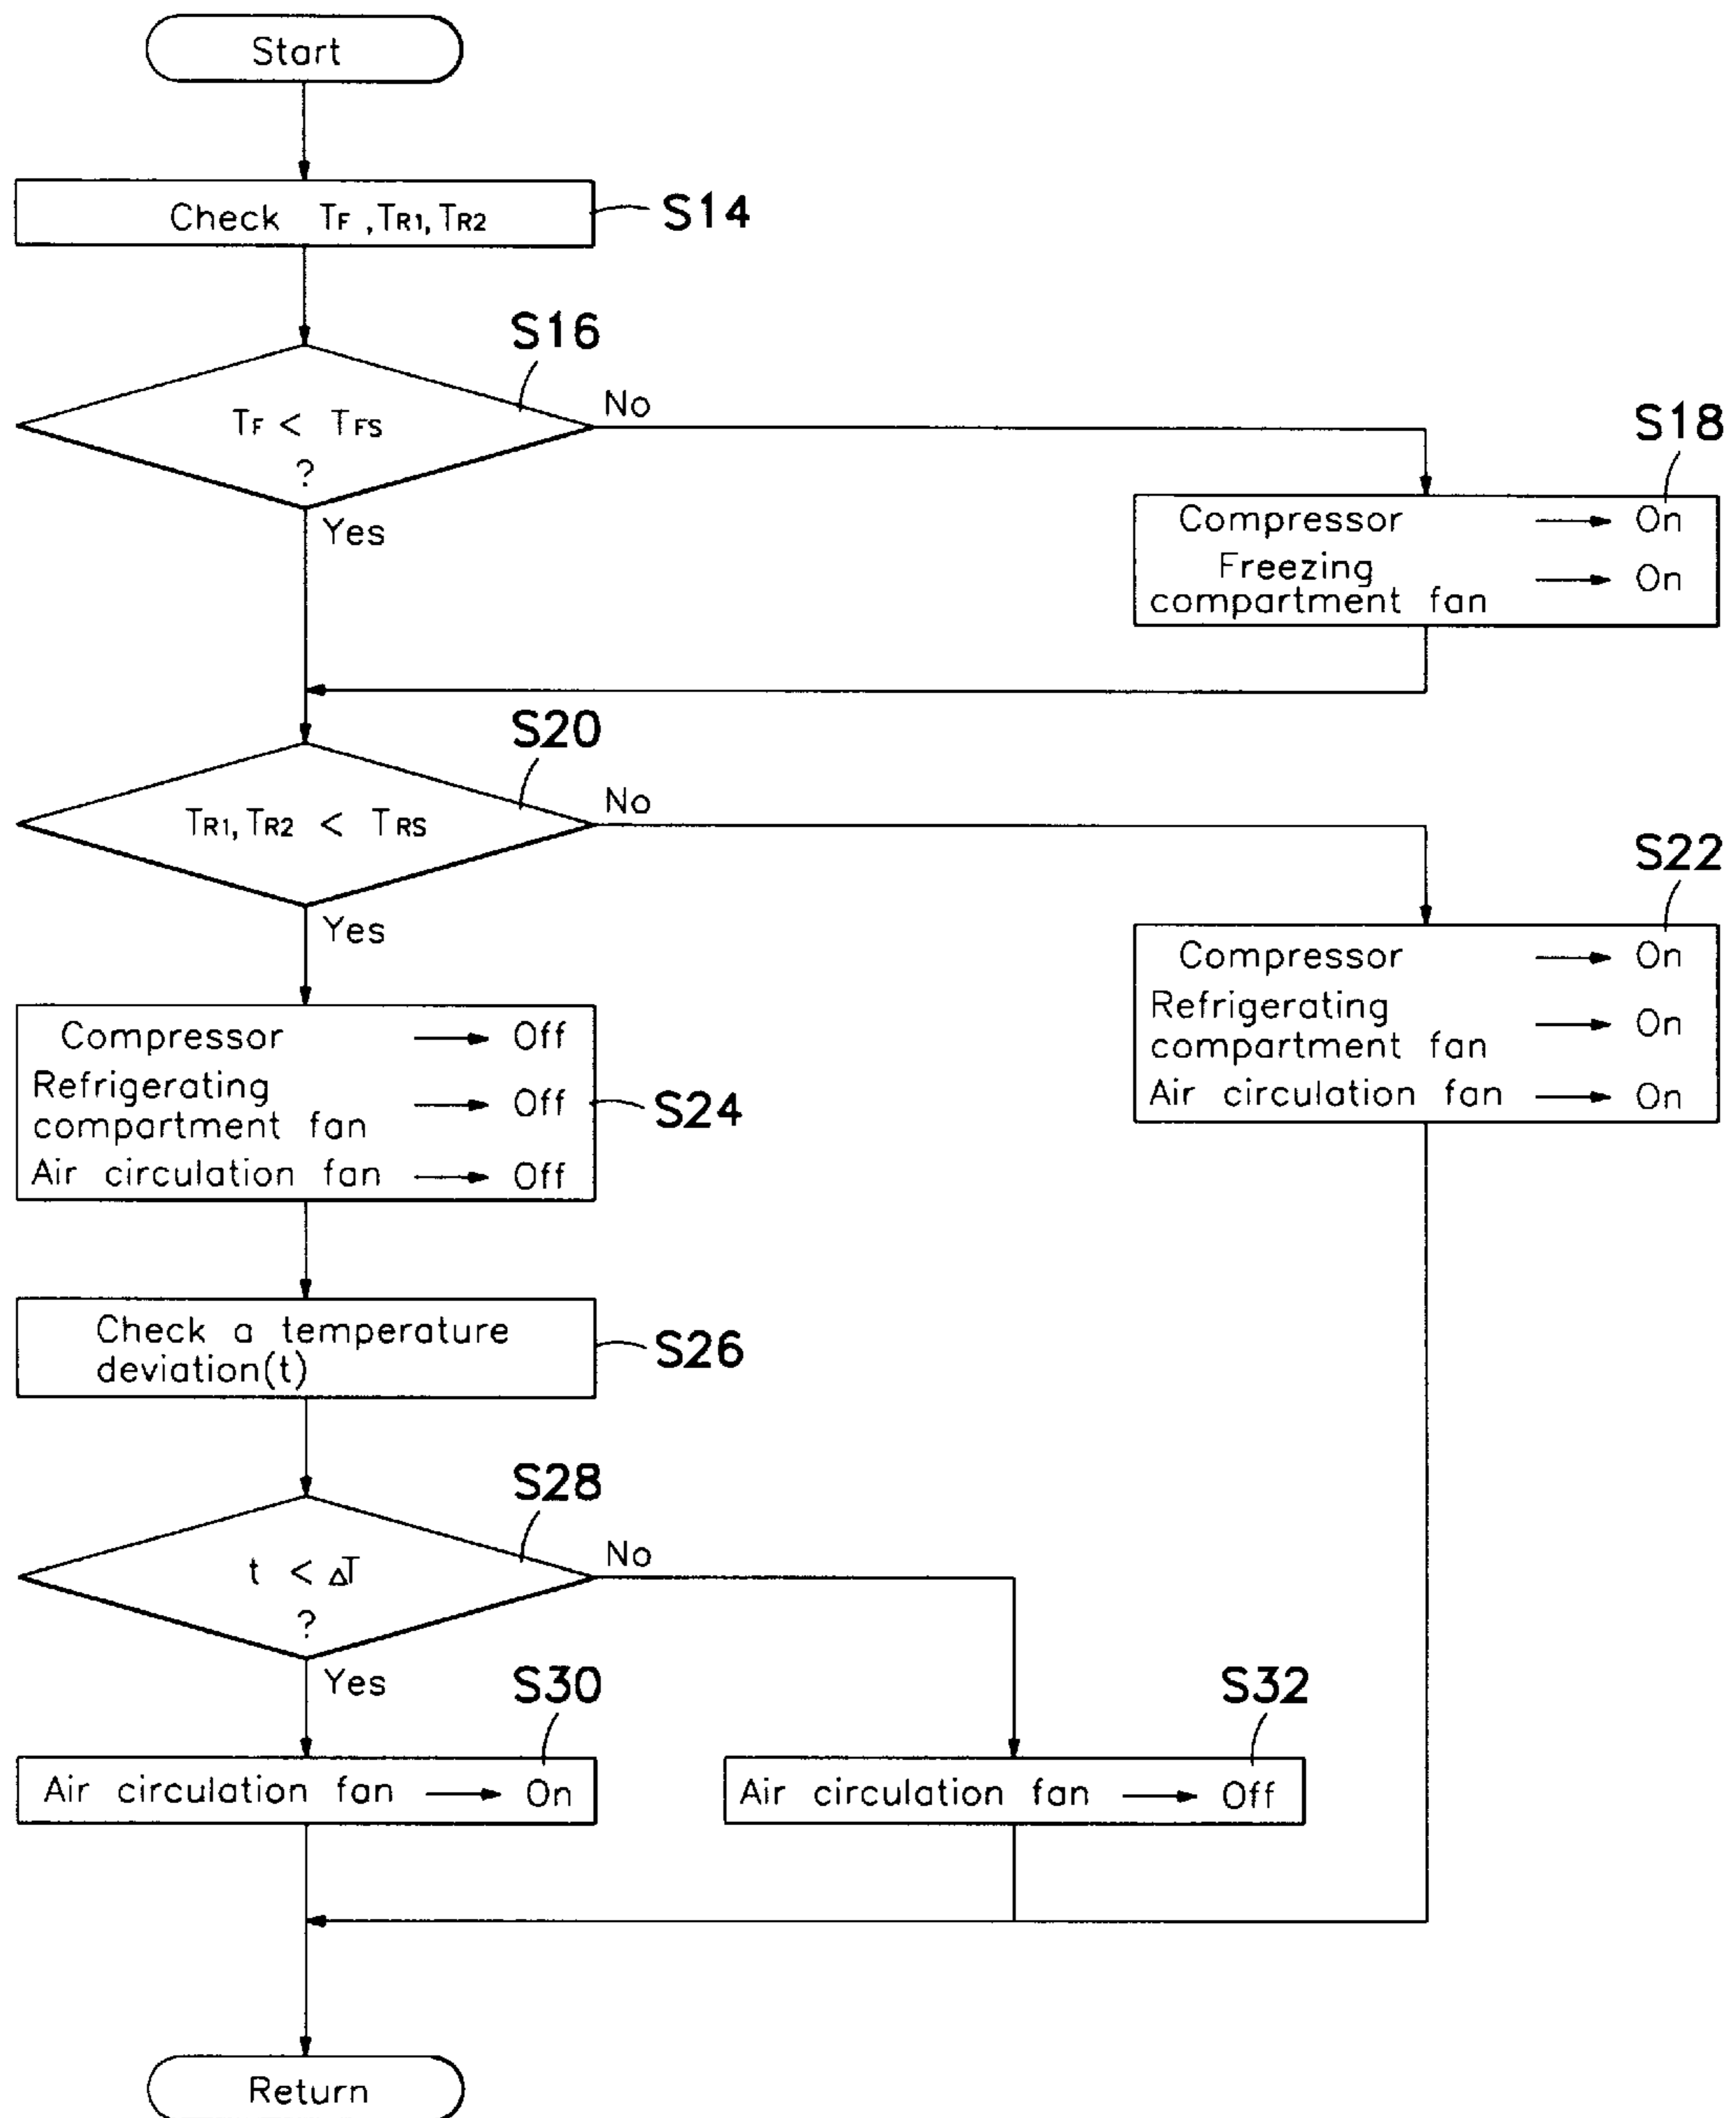 Start
Check TF ,TR1, TR2
S14
S16
TF < TFS
?
No
Yes
S18
Compressor → On
Freezing
compartment fan → On
S20
TR1, TR2 < TRS
No
Yes
S22
Compressor → On
Refrigerating
compartment fan → On
Air circulation fan → On
Compressor → Off
Refrigerating
compartment fan → Off
Air circulation fan → Off
S24
Check a temperature
deviation(t)
S26
S28
t < ΔT
?
No
Yes
S30
Air circulation fan → On
S32
Air circulation fan → Off
Return